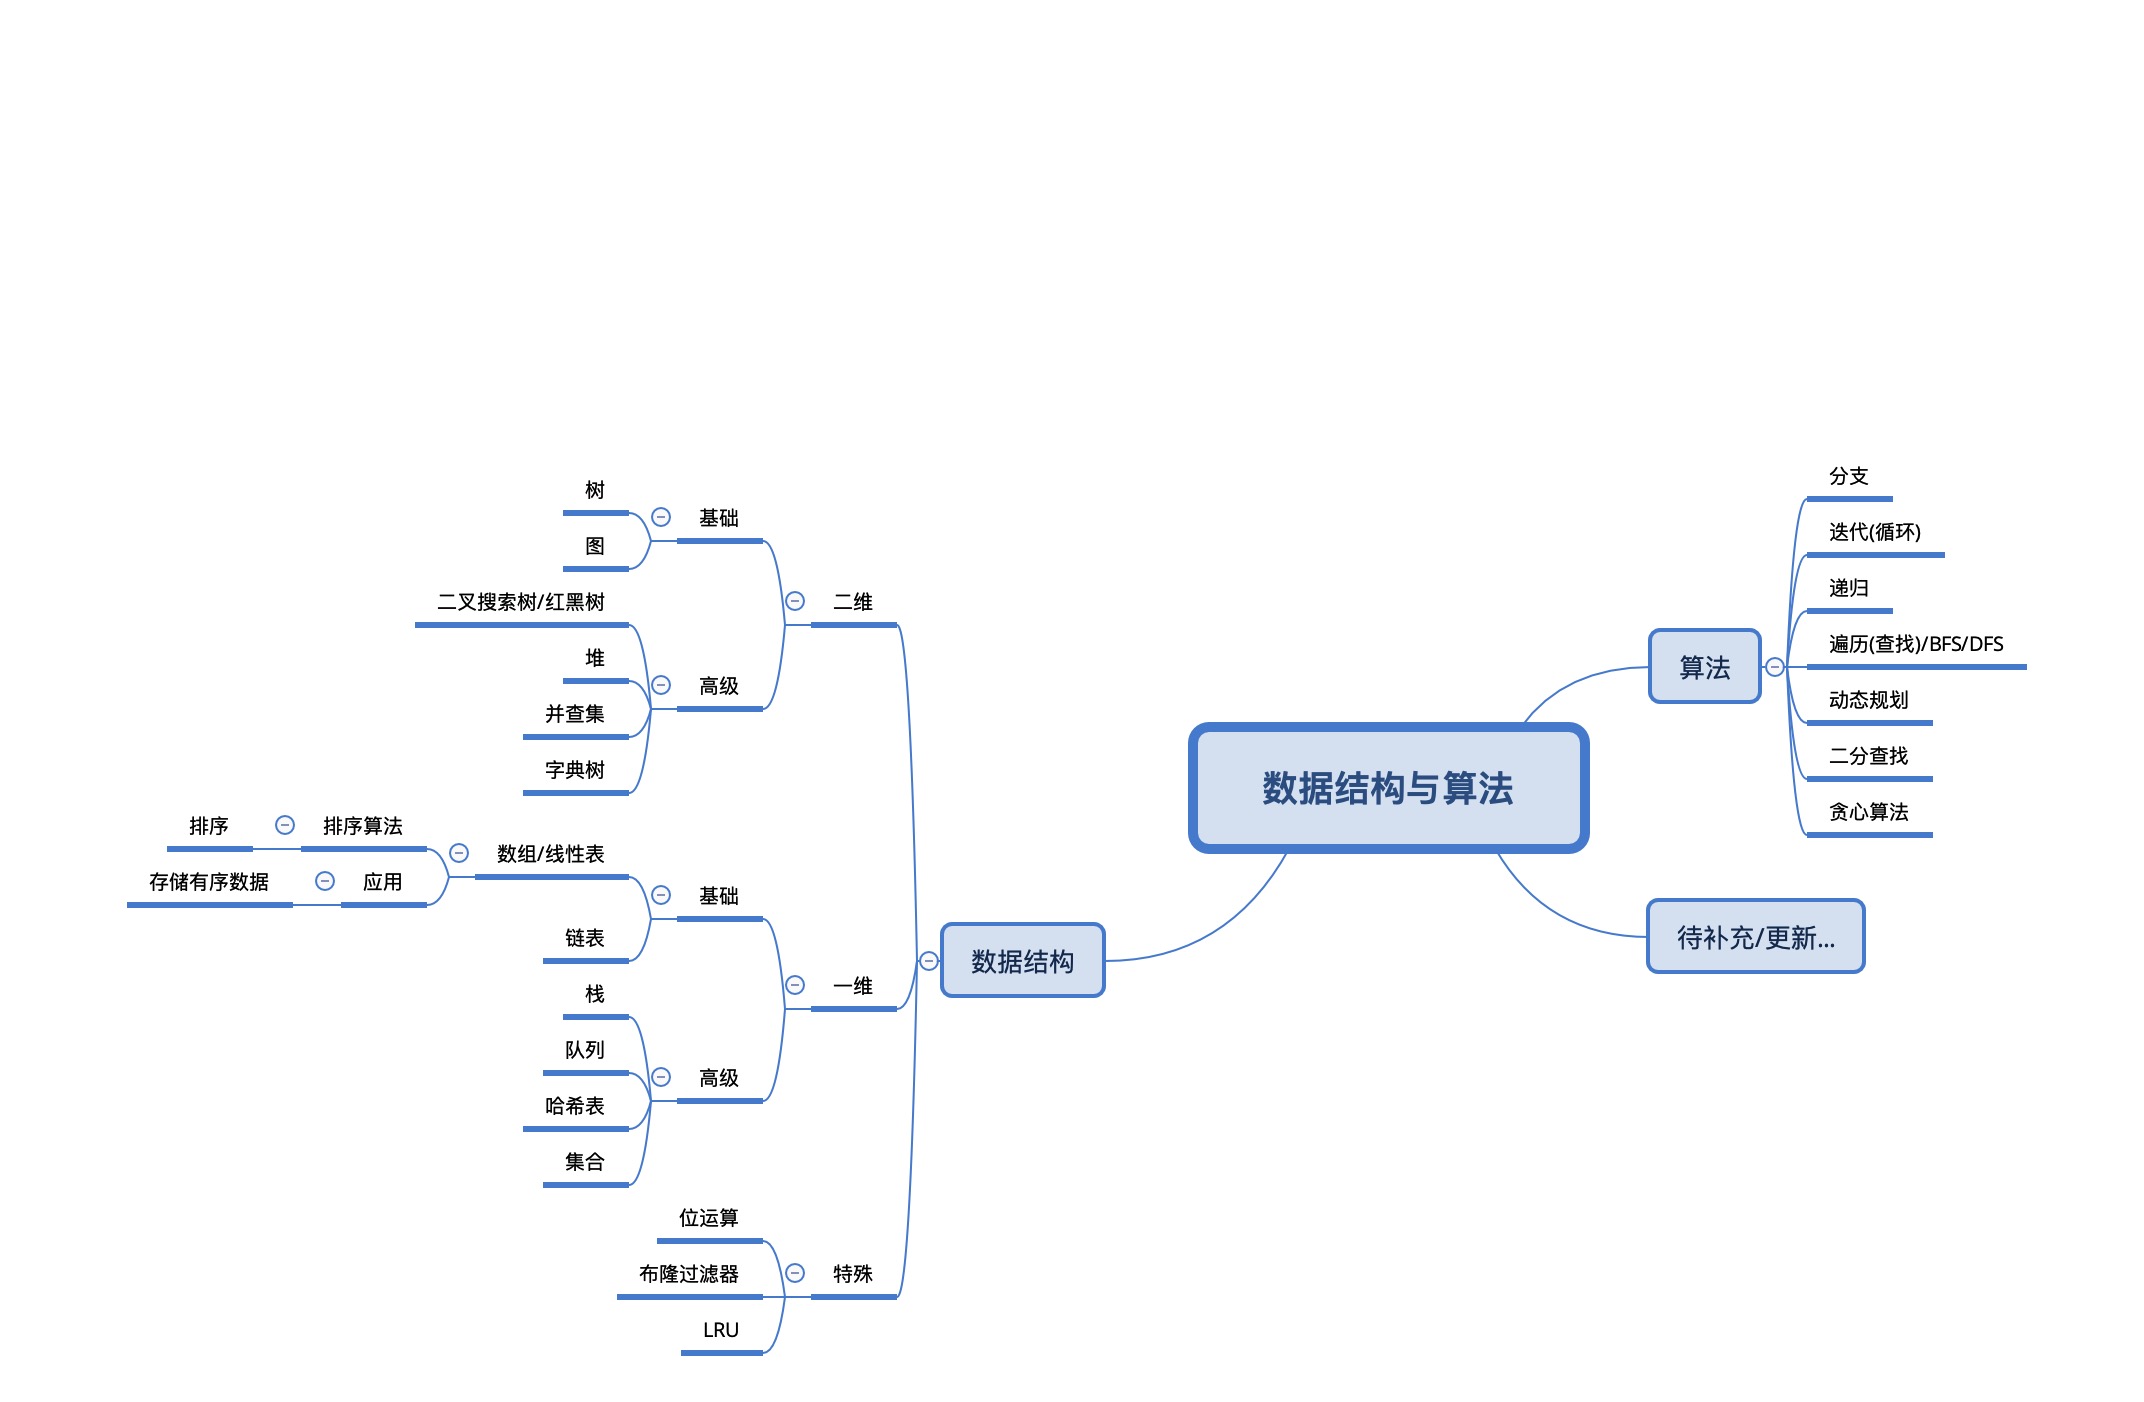 数据结构与算法
算法
分支
迭代(循环)
递归
遍历(查找)/BFS/DFS
动态规划
二分查找
贪心算法
待补充/更新...
数据结构
二维
基础
树
图
高级
二叉搜索树/红黑树
堆
并查集
字典树
一维
基础
数组/线性表
排序算法
排序
应用
存储有序数据
链表
高级
栈
队列
哈希表
集合
特殊
位运算
布隆过滤器
LRU